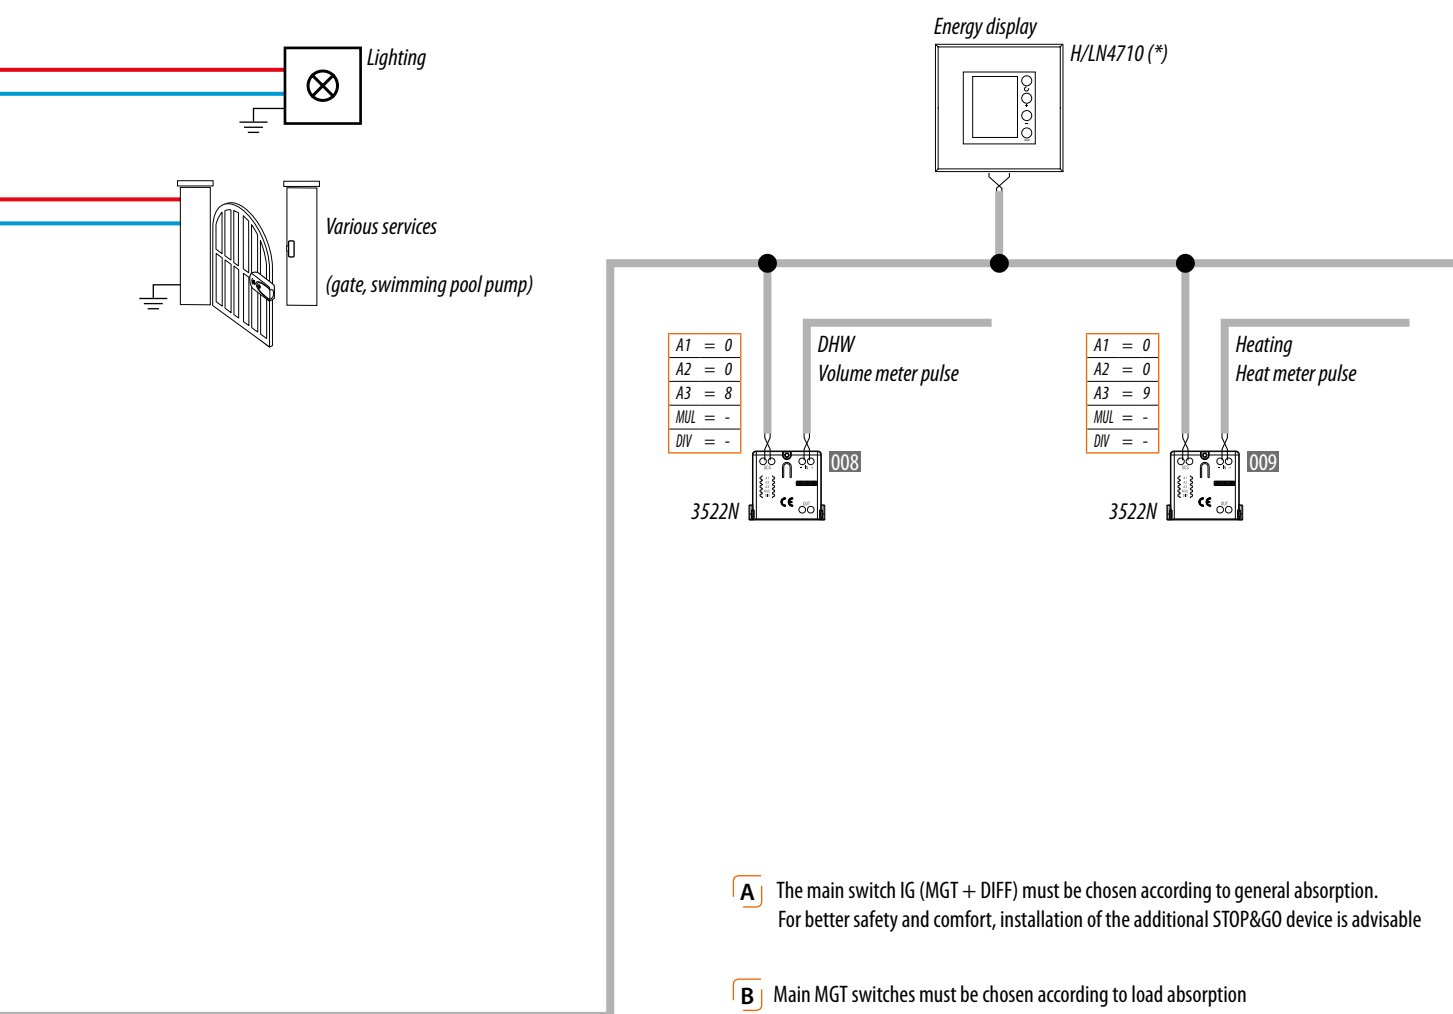 Energy display
H/LN4710 (*)
Lighting
Various services
(gate, swimming pool pump)
A1 = 0
A2 = 0
A3 = 8
MUL = -
DIV = -
DHW
Volume meter pulse
008
3522N
A1 = 0
A2 = 0
A3 = 9
MUL = -
DIV = -
Heating
Heat meter pulse
009
3522N
A The main switch IG (MGT + DIFF) must be chosen according to general absorption.
For better safety and comfort, installation of the additional STOP&GO device is advisable
B Main MGT switches must be chosen according to load absorption